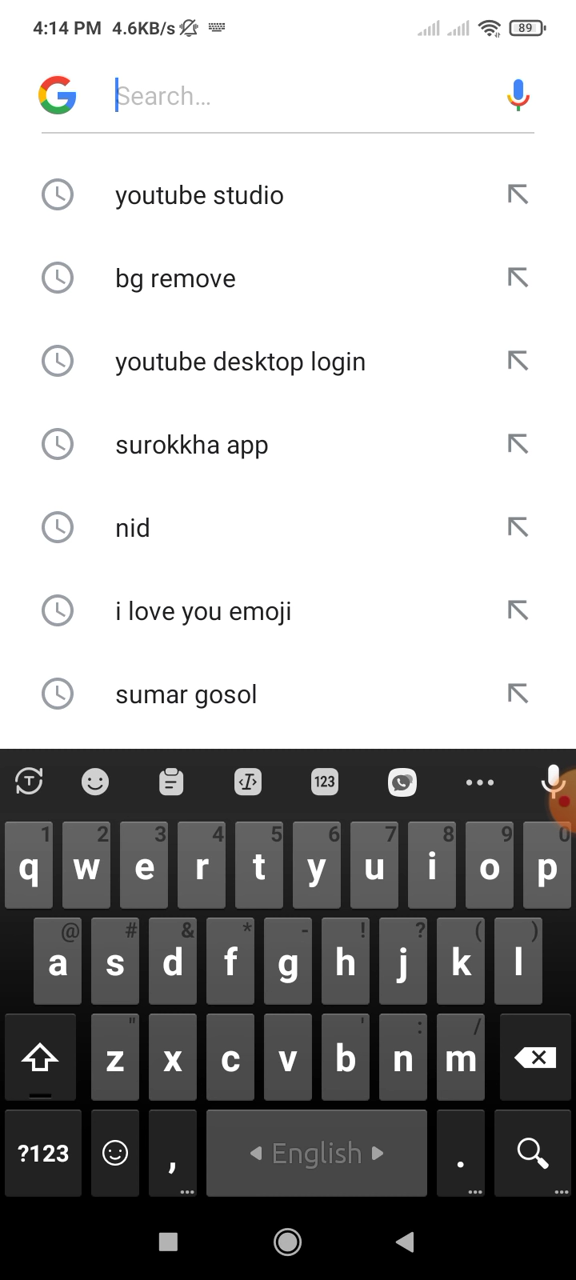 4:14 PM 4.6KB/s 89
Search...
youtube studio
bg remove
youtube desktop login
surokkha app
nid
i love you emoji
sumar gosol
T 123
1 2 3 4 5 6 7 8 9 0
q w e r t y u i o p
@ # & * - ! ? ( )
a s d f g h j k l
" ' : /
z x c v b n m
?123 , English .